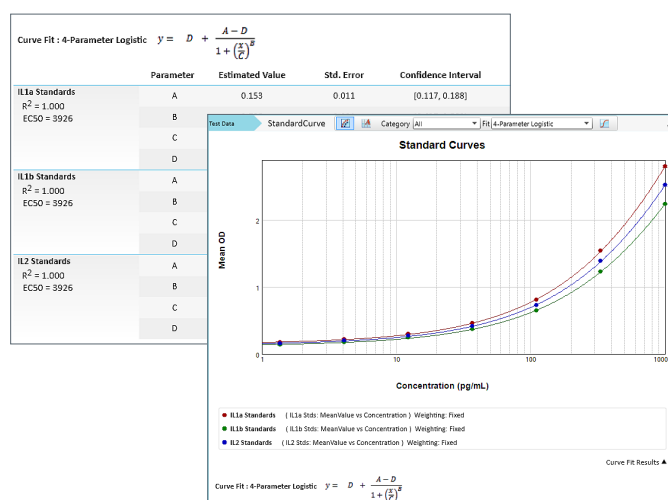 Curve Fit : 4-Parameter Logistic y = D + A − D / 1 + (x/C)^B
Parameter Estimated Value Std. Error Confidence Interval
IL1a Standards
R2 = 1.000
EC50 = 3926
A 0.153 0.011 [0.117, 0.188]
B
C
D
IL1b Standards
R2 = 1.000
EC50 = 3926
A
B
C
D
IL2 Standards
R2 = 1.000
EC50 = 3926
A
B
C
D
Test Data StandardCurve Category All Fit 4-Parameter Logistic
Standard Curves
Mean OD
2
1
0
1 10 100 1000
Concentration (pg/mL)
IL1a Standards ( IL1a Stds: MeanValue vs Concentration ) Weighting: Fixed
IL1b Standards ( IL1b Stds: MeanValue vs Concentration ) Weighting: Fixed
IL2 Standards ( IL2 Stds: MeanValue vs Concentration ) Weighting: Fixed
Curve Fit Results ▲
Curve Fit : 4-Parameter Logistic y = D + A − D / 1 + (x/C)^B